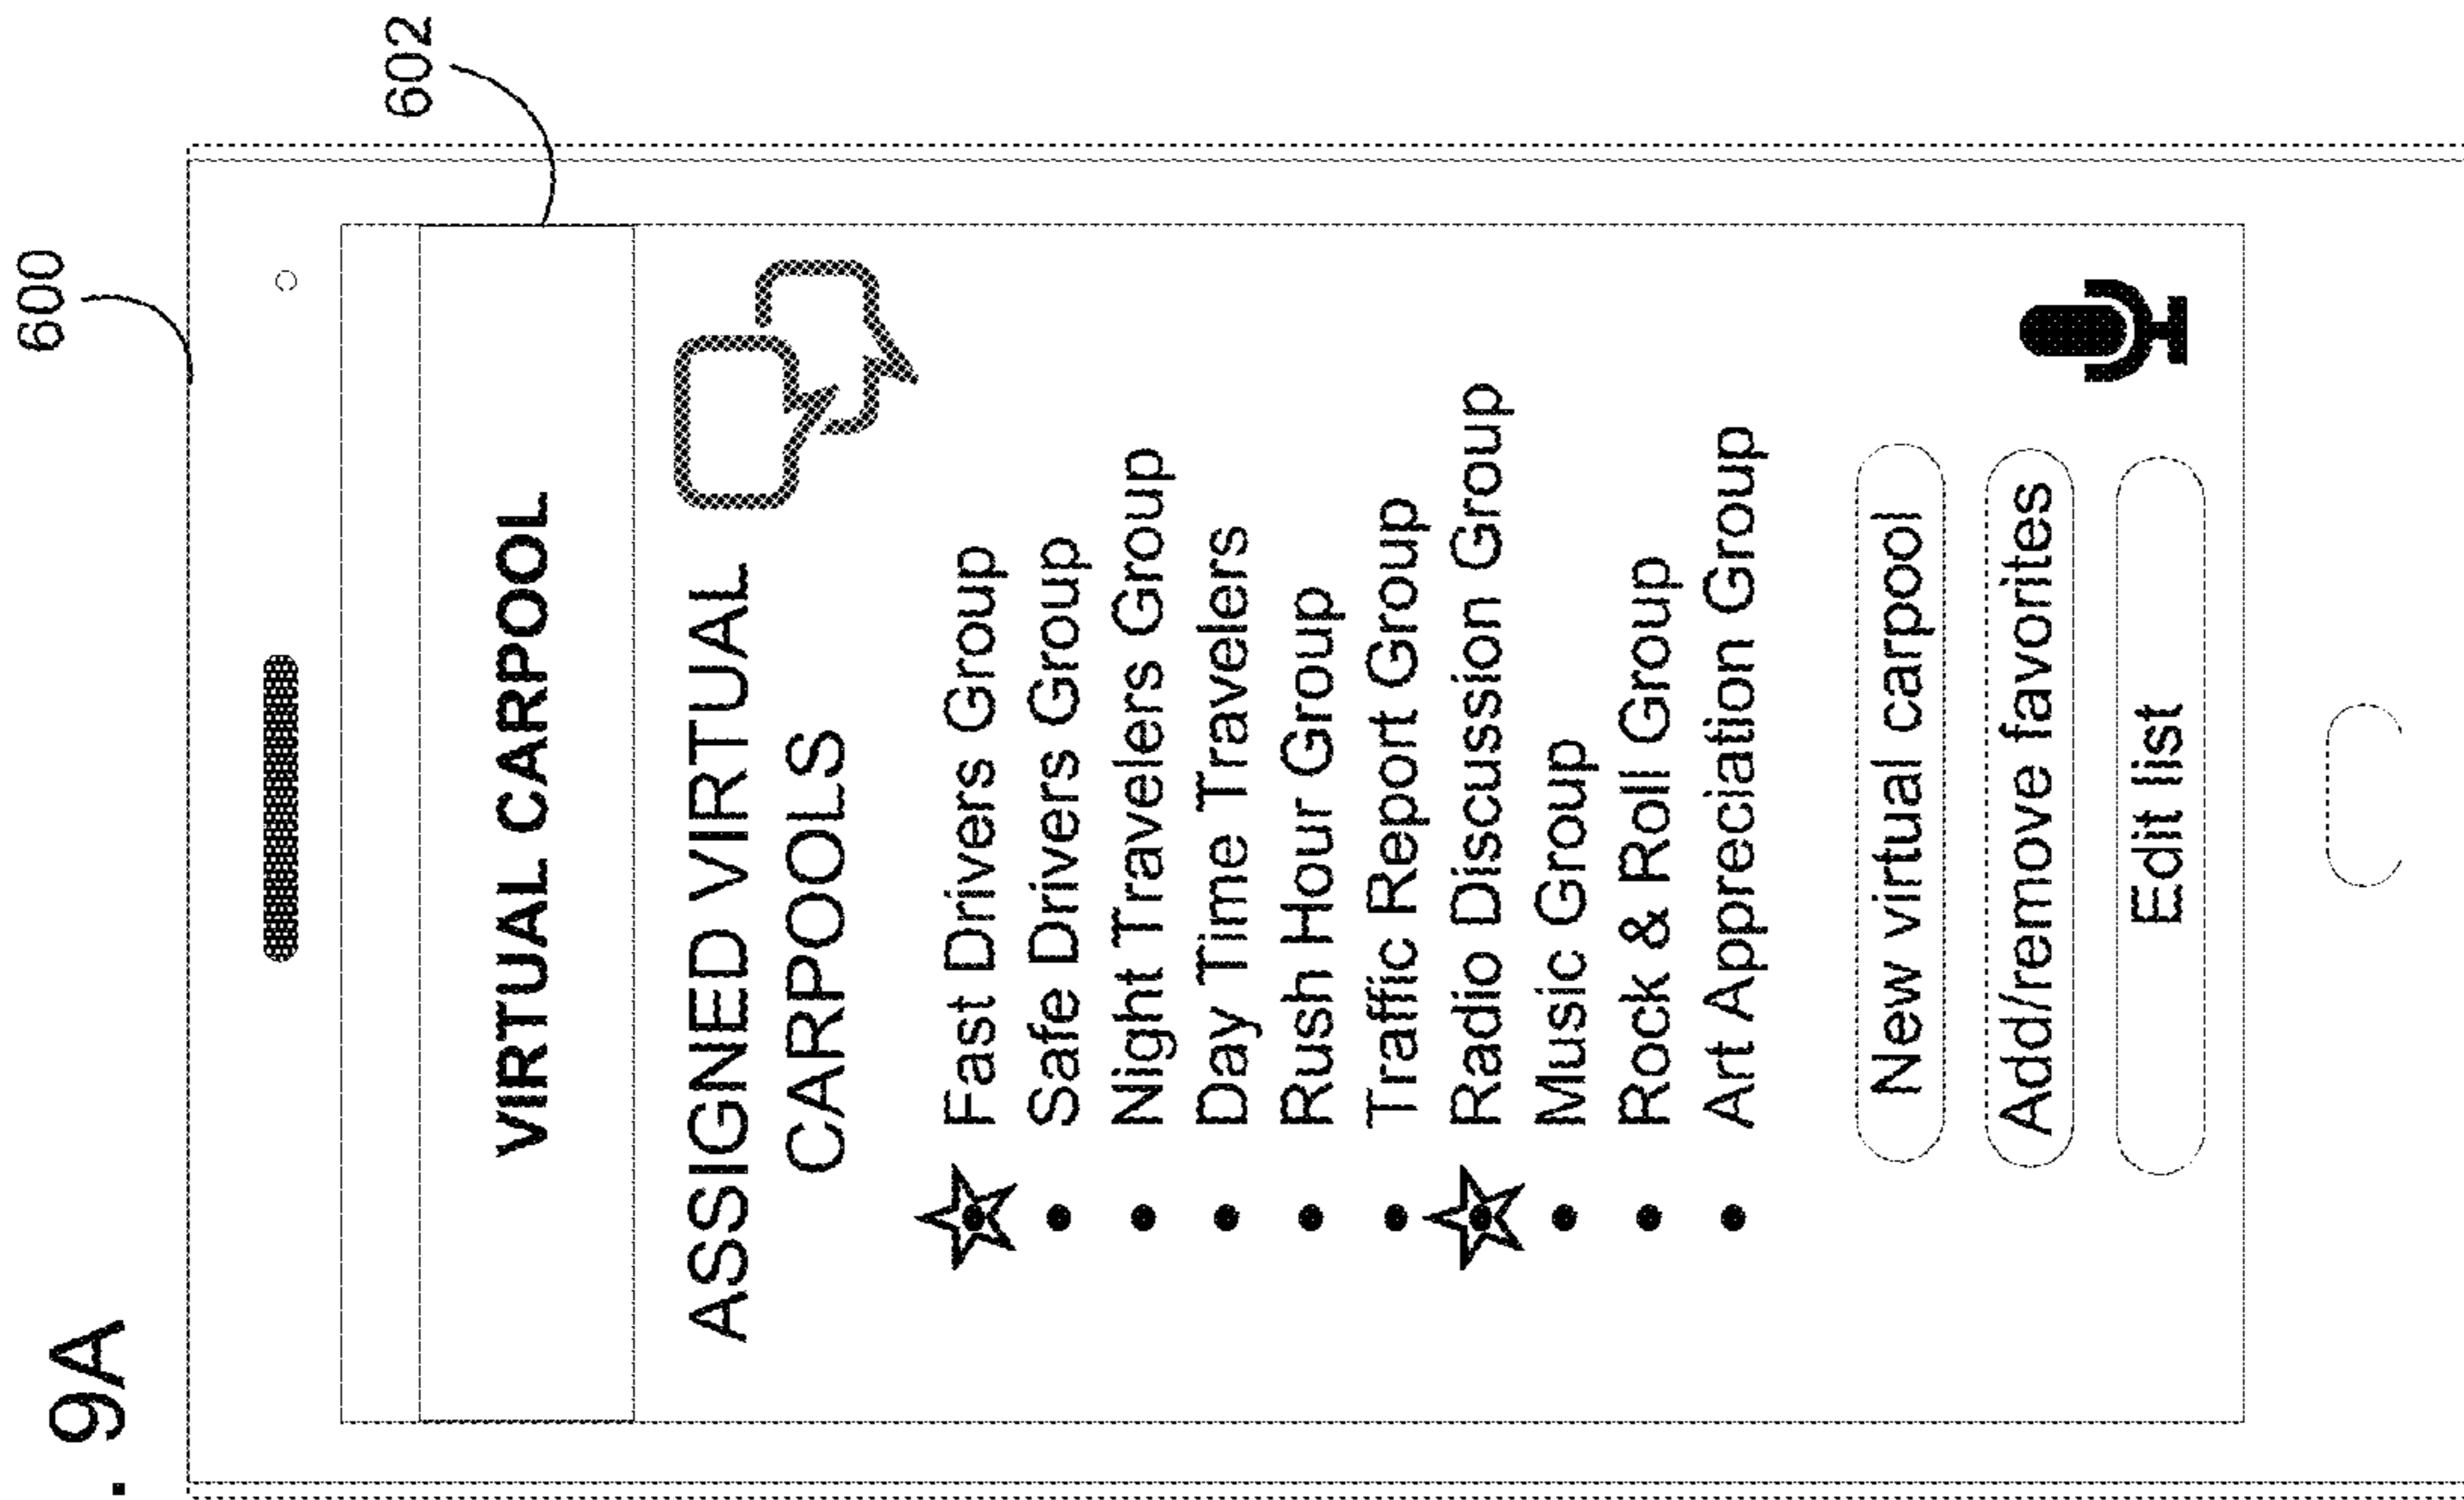 . 9A
600
602
VIRTUAL CARPOOL
ASSIGNED VIRTUAL
CARPOOLS
• Fast Drivers Group
• Safe Drivers Group
• Night Travelers Group
• Day Time Travelers
• Rush Hour Group
• Traffic Report Group
• Radio Discussion Group
• Music Group
• Rock & Roll Group
• Art Appreciation Group
New virtual carpool
Add/remove favorites
Edit list